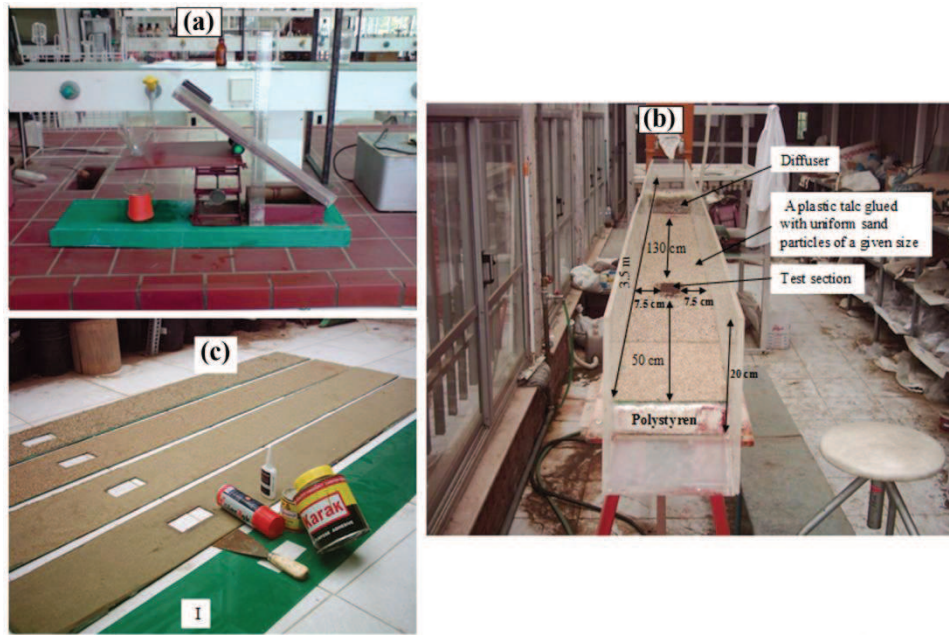 (a)
(b)
Diffuser
A plastic talc glued
with uniform sand
particles of a given size
Test section
130 cm
3.5 m
7.5 cm
7.5 cm
50 cm
20 cm
Polystyren
(c)
Karak
I